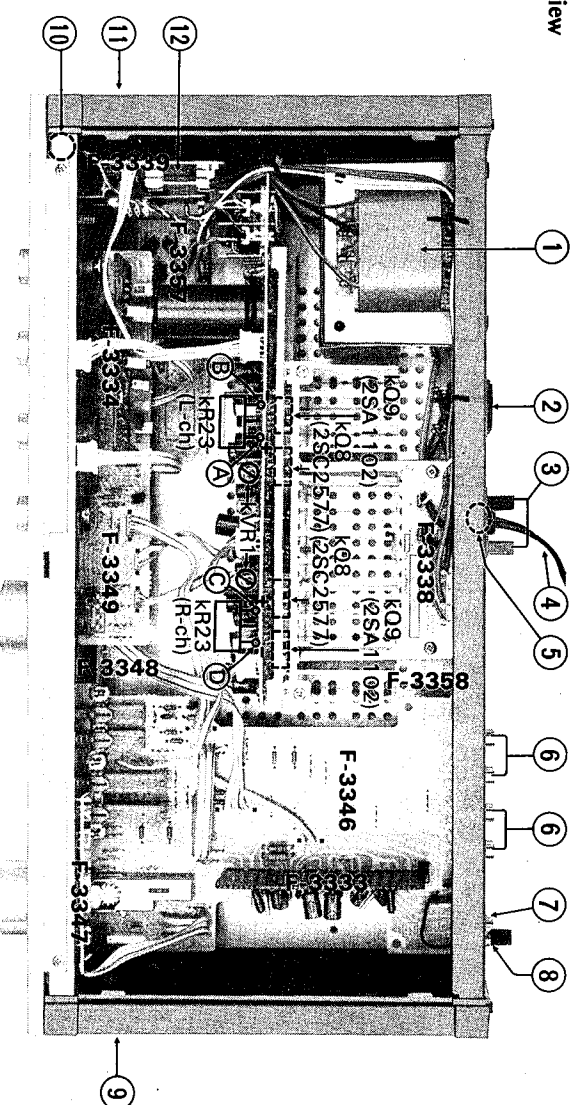 iew
①
②
③
④
⑤
⑥
⑥
⑦
⑧
kQ9
(2SA1102)
kQ8
(2SC2577)
kQ8
(2SC2577)
kQ9
(2SA1102)
F-3338
F-3358
F-3346
F-3333
Ⓑ
kR23
(L-ch)
Ⓐ
kVR1
Ⓒ
kR23
(R-ch)
Ⓓ
F-3339
F-3357
F-3334
F-3349
F-3348
F-3347
⑫
⑪
⑩
⑨